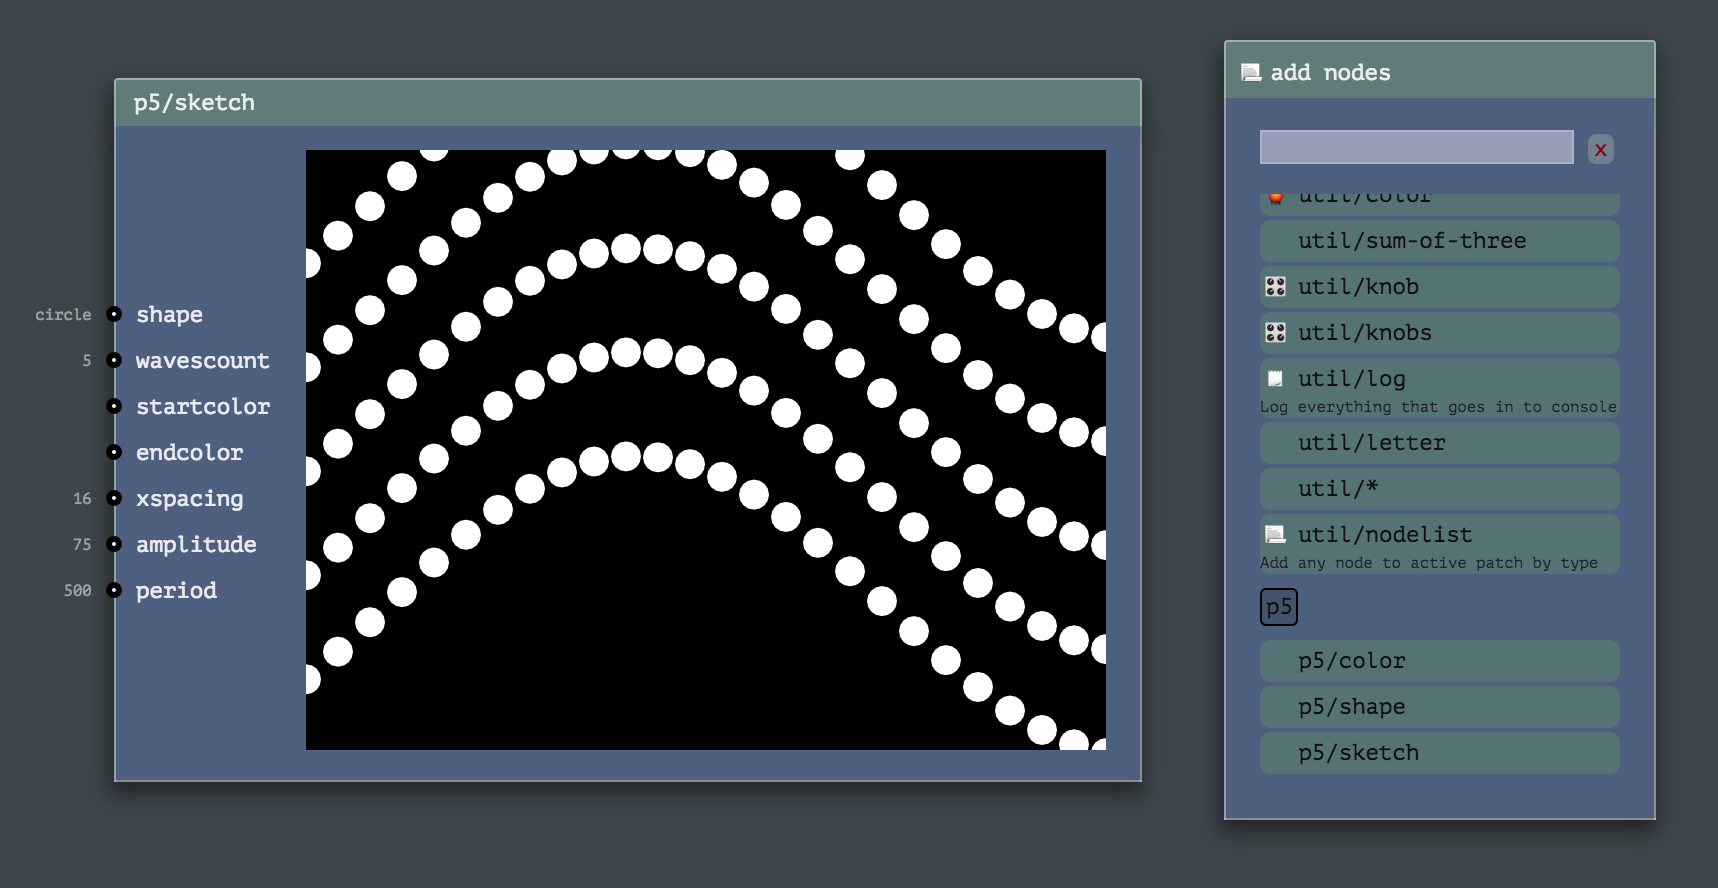 p5/sketch
circle shape
5 wavescount
startcolor
endcolor
16 xspacing
75 amplitude
500 period
add nodes
x
util/color
util/sum-of-three
util/knob
util/knobs
util/log
Log everything that goes in to console
util/letter
util/*
util/nodelist
Add any node to active patch by type
p5
p5/color
p5/shape
p5/sketch